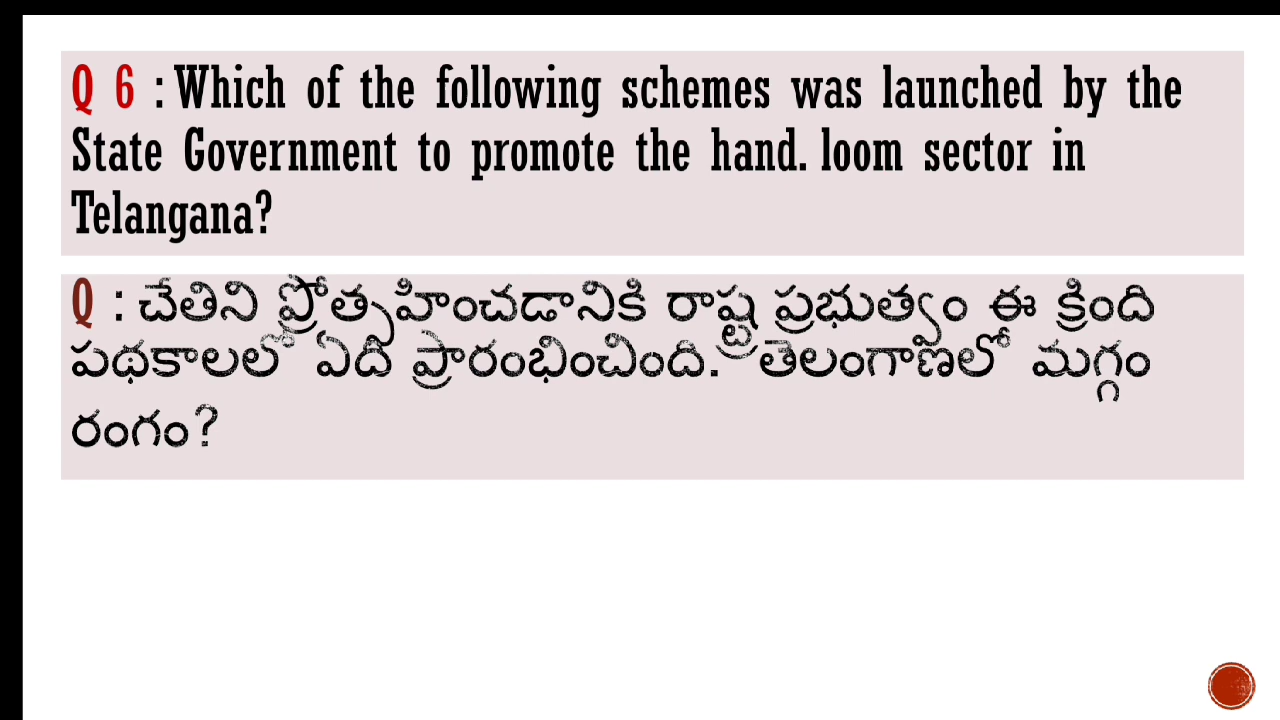 Q 6 : Which of the following schemes was launched by the
State Government to promote the hand. loom sector in
Telangana?
Q : చేతిని ప్రోత్సహించడానికి రాష్ట్ర ప్రభుత్వం ఈ క్రింది
పథకాలలో ఏది ప్రారంభించింది. తెలంగాణలో మగ్గం
రంగం?